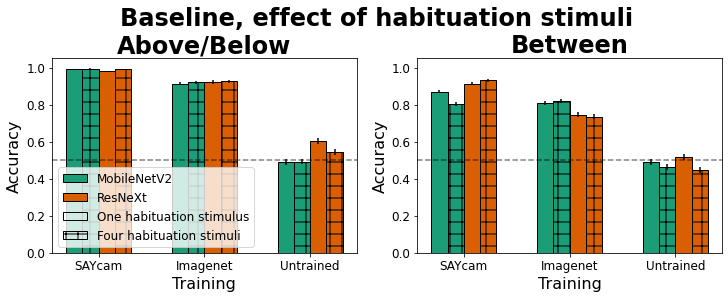 Baseline, effect of habituation stimuli
Above/Below
Accuracy
1.0
0.8
0.6
0.4
0.2
0.0
MobileNetV2
ResNeXt
One habituation stimulus
Four habituation stimuli
SAYcam Imagenet Untrained
Training
Between
Accuracy
1.0
0.8
0.6
0.4
0.2
0.0
SAYcam Imagenet Untrained
Training